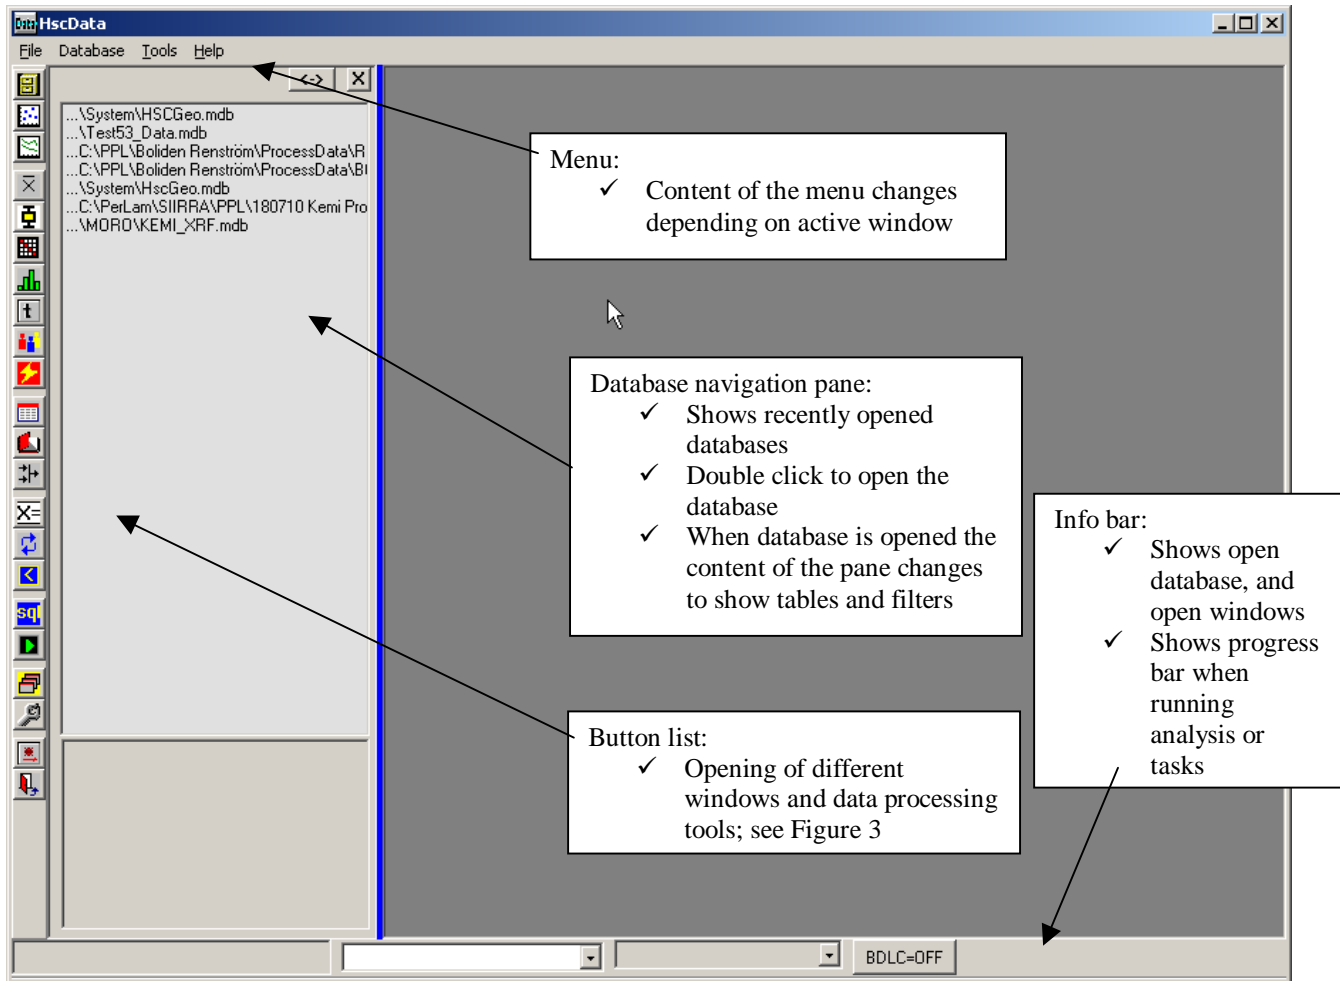 HscData
File Database Tools Help
<->
...\System\HSCGeo.mdb
...\Test53_Data.mdb
...C:\PPL\Boliden Renström\ProcessData\R
...C:\PPL\Boliden Renström\ProcessData\B
...\System\HscGeo.mdb
...C:\PerLam\SIIRRA\PPL\180710 Kemi Pro
...\MORO\KEMI_XRF.mdb
Menu:
✓ Content of the menu changes
depending on active window
Database navigation pane:
✓ Shows recently opened
databases
✓ Double click to open the
database
✓ When database is opened the
content of the pane changes
to show tables and filters
Info bar:
✓ Shows open
database, and
open windows
✓ Shows progress
bar when
running
analysis or
tasks
Button list:
✓ Opening of different
windows and data processing
tools; see Figure 3
t
X=
sql
BDLC=OFF